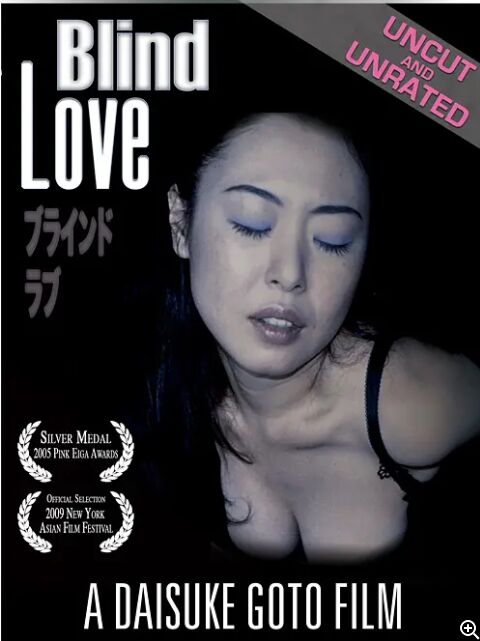 Blind
Love
UNCUT
AND
UNRATED
ブラインド
ラブ
SILVER MEDAL
2005 PINK EIGA AWARDS
OFFICIAL SELECTION
2009 NEW YORK
ASIAN FILM FESTIVAL
A DAISUKE GOTO FILM